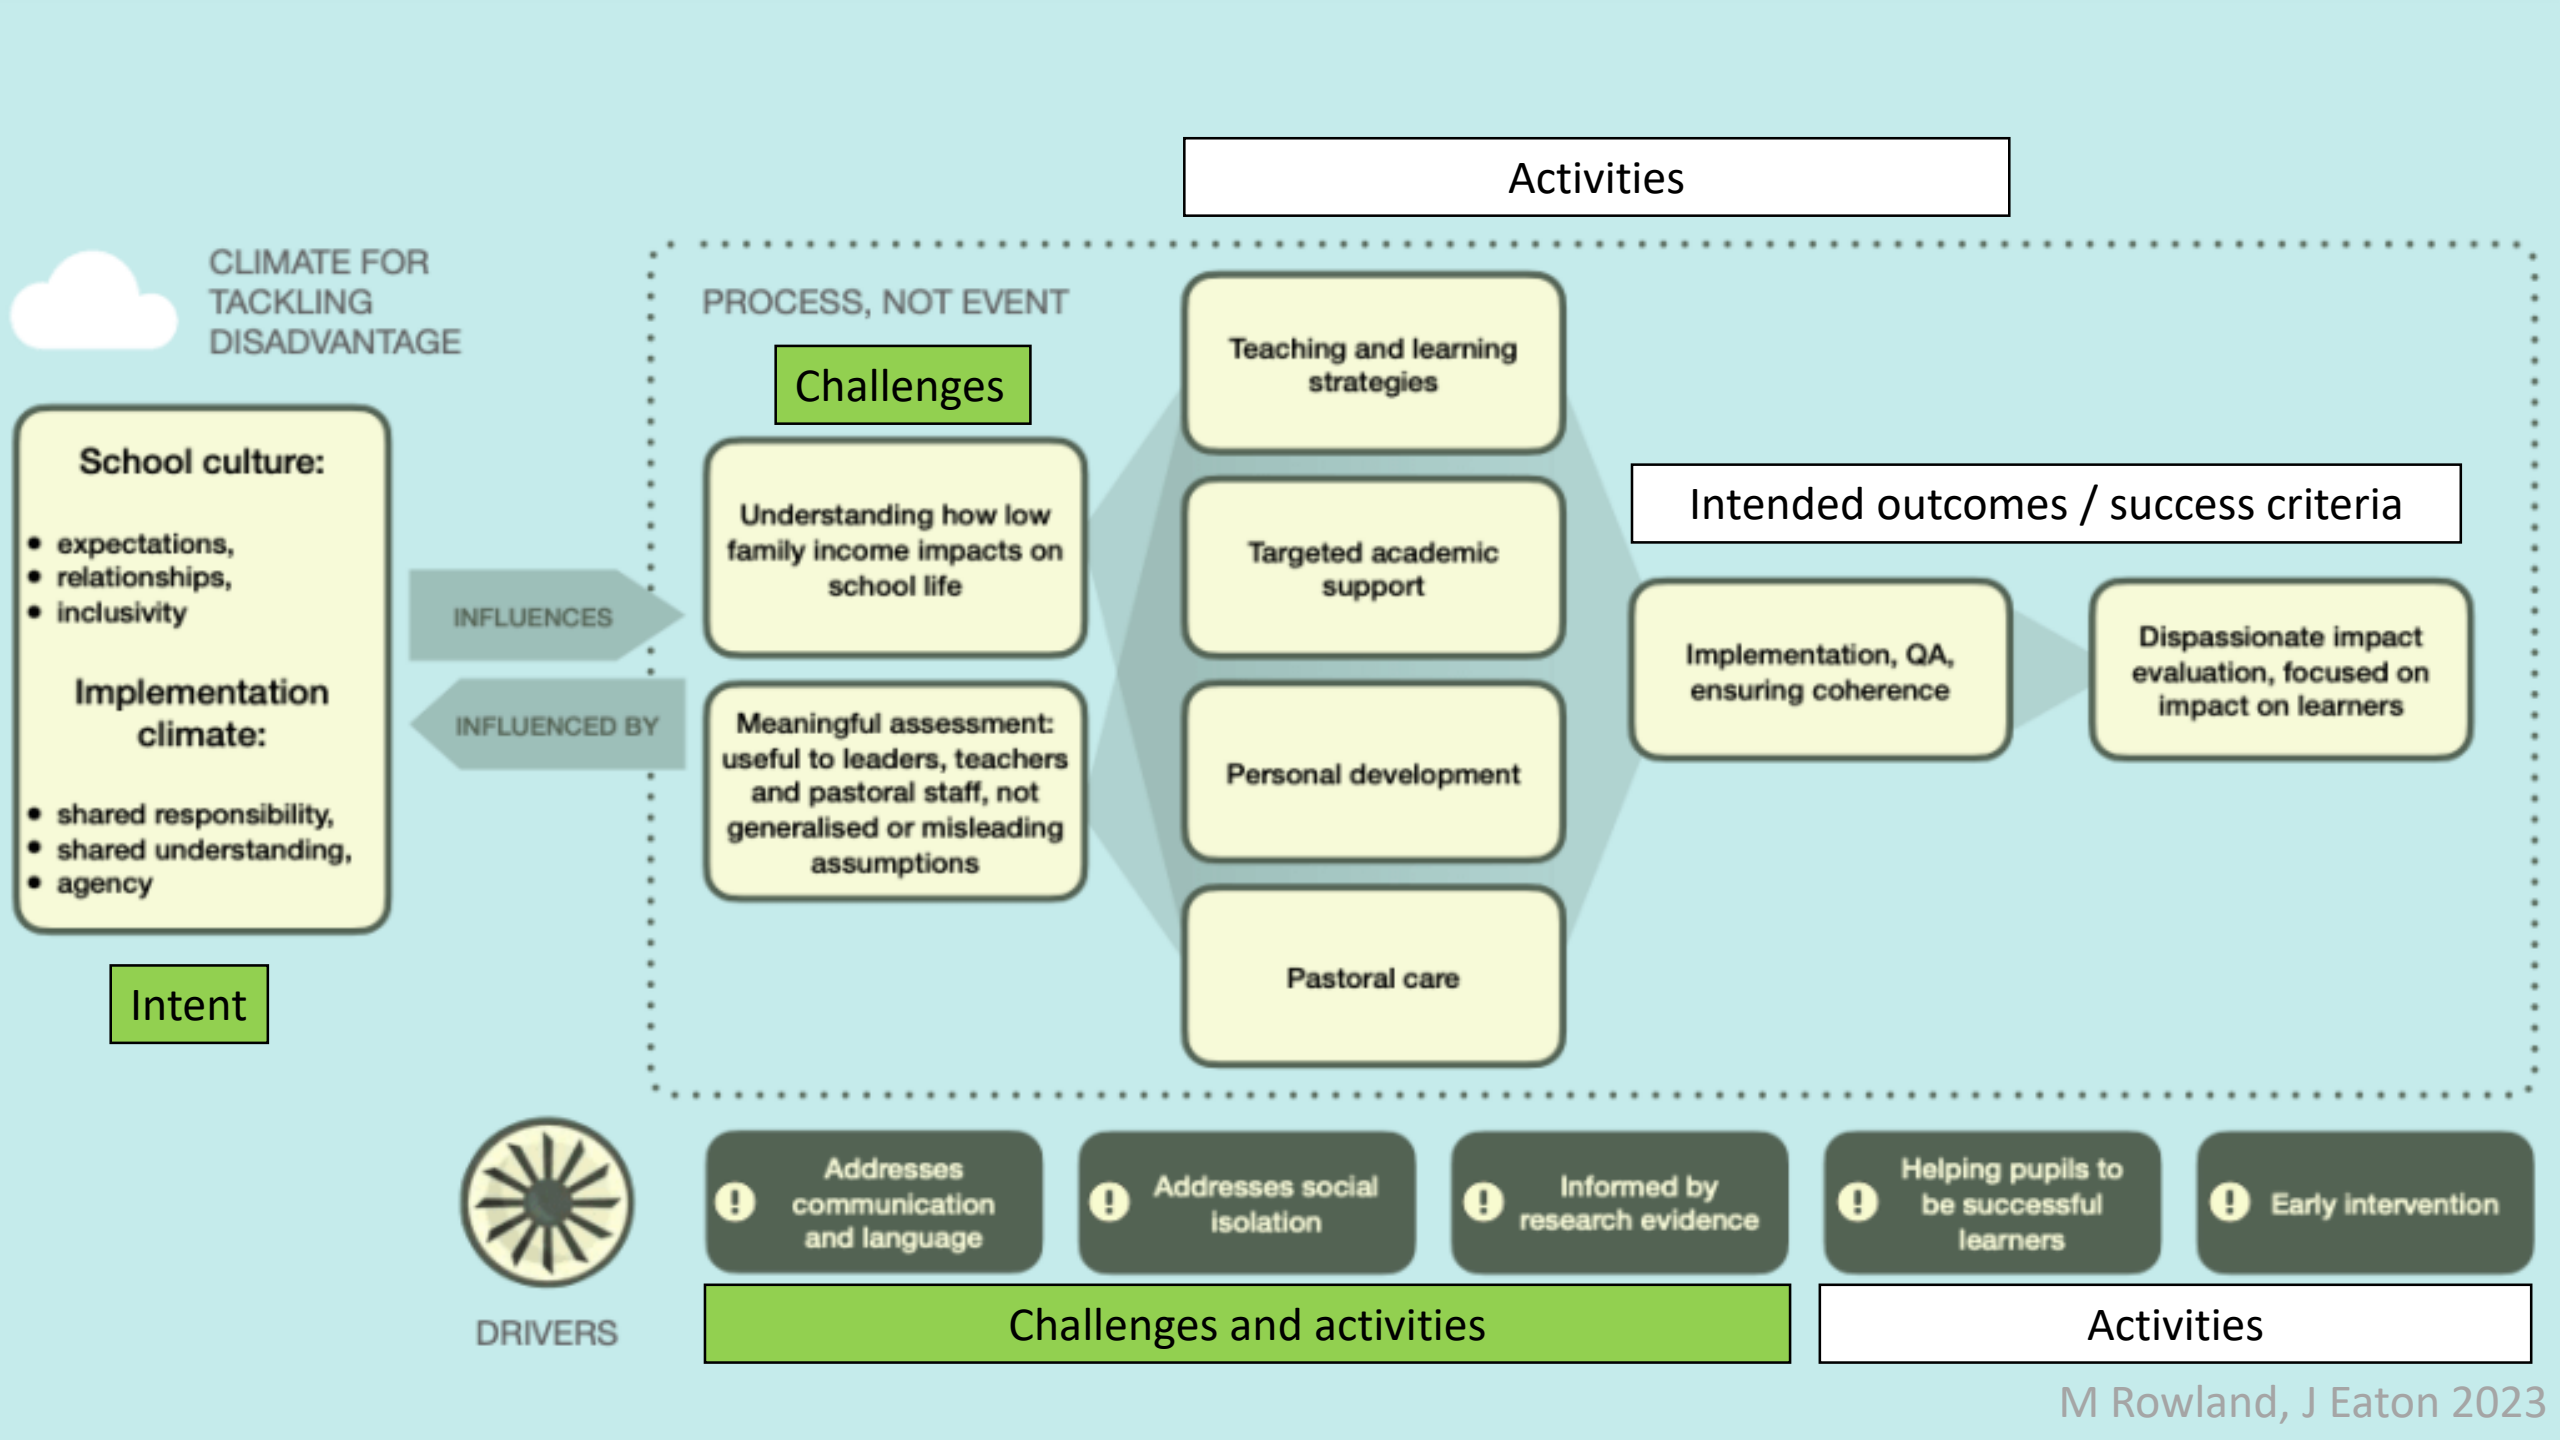 Activities
CLIMATE FOR
TACKLING
DISADVANTAGE
School culture:
• expectations,
• relationships,
• inclusivity
Implementation
climate:
• shared responsibility,
• shared understanding,
• agency
Intent
INFLUENCES
INFLUENCED BY
PROCESS, NOT EVENT
Challenges
Understanding how low
family income impacts on
school life
Meaningful assessment:
useful to leaders, teachers
and pastoral staff, not
generalised or misleading
assumptions
Teaching and learning
strategies
Targeted academic
support
Personal development
Pastoral care
Intended outcomes / success criteria
Implementation, QA,
ensuring coherence
Dispassionate impact
evaluation, focused on
impact on learners
DRIVERS
! Addresses
communication
and language
! Addresses social
isolation
! Informed by
research evidence
! Helping pupils to
be successful
learners
! Early intervention
Challenges and activities
Activities
M Rowland, J Eaton 2023